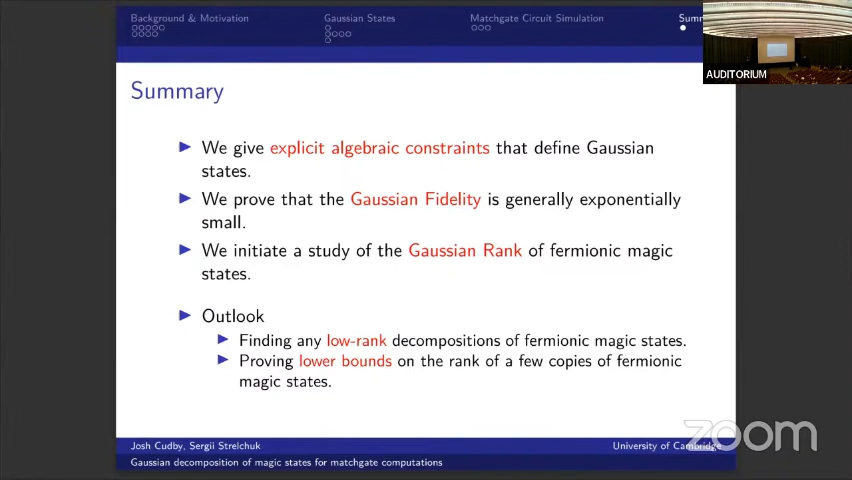 Background & Motivation
Gaussian States
Matchgate Circuit Simulation
AUDITORIUM
Summary
We give explicit algebraic constraints that define Gaussian
states.
We prove that the Gaussian Fidelity is generally exponentially
small.
We initiate a study of the Gaussian Rank of fermionic magic
states.
Outlook
Finding any low-rank decompositions of fermionic magic states.
Proving lower bounds on the rank of a few copies of fermionic
magic states.
Josh Cudby, Sergii Strelchuk
University of Cambridge
zoom
Gaussian decomposition of magic states for matchgate computations